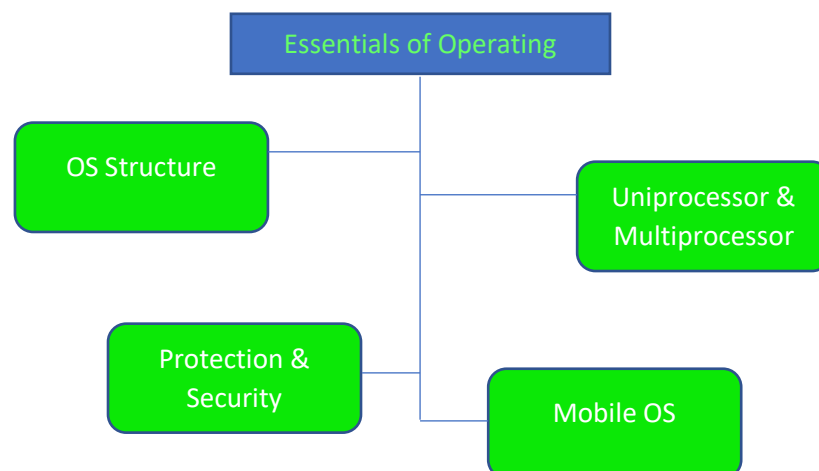 Essentials of Operating
OS Structure
Uniprocessor &
Multiprocessor
Protection &
Security
Mobile OS